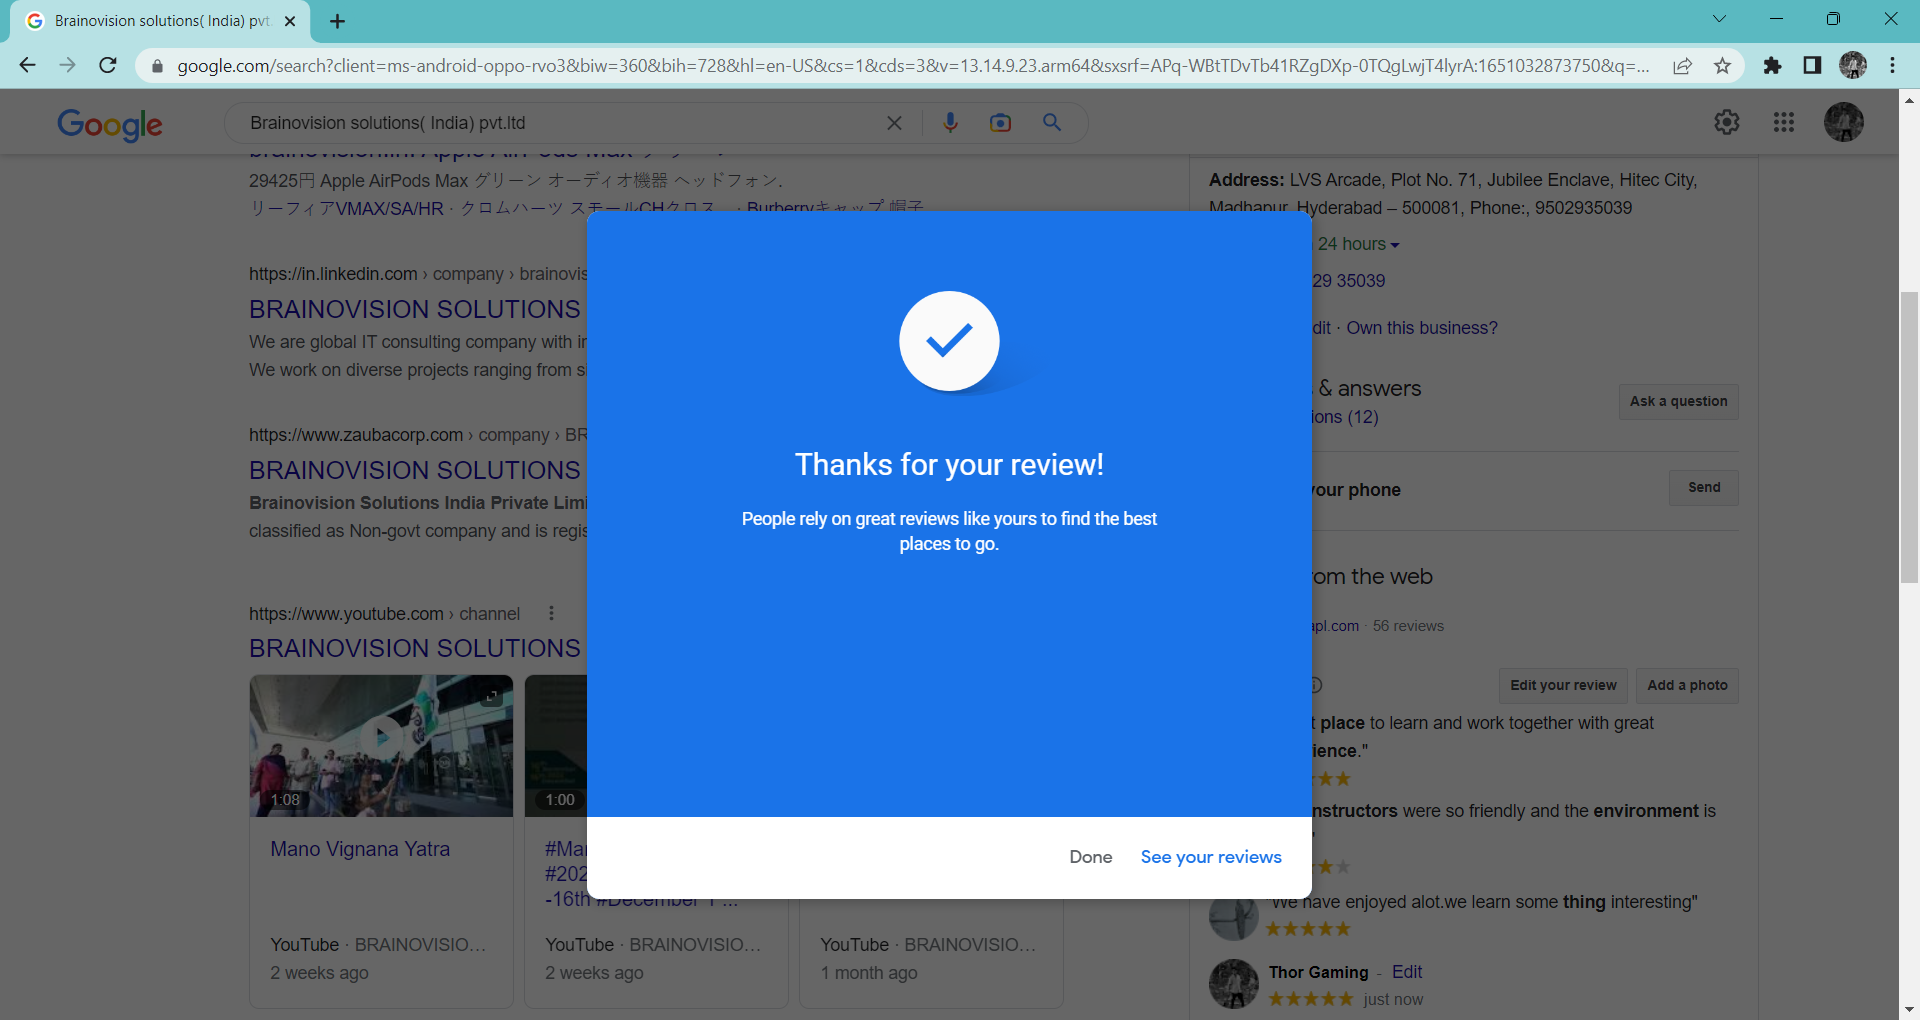 Brainovision solutions( India) pvt.
google.com/search?client=ms-android-oppo-rvo3&biw=360&bih=728&hl=en-US&cs=1&cds=3&v=13.14.9.23.arm64&sxsrf=APq-WBtTDvTb41RZgDXp-0TQgLwjT4lyrA:1651032873750&q=...
Google
Brainovision solutions( India) pvt.ltd
29425円 Apple AirPods Max グリーン オーディオ機器 ヘッドフォン.
リーフィアVMAX/SA/HR · クロムハーツ スモールCHクロス ... · Burberryキャップ 帽子
https://in.linkedin.com › company › brainovis
BRAINOVISION SOLUTIONS
We are global IT consulting company with in
We work on diverse projects ranging from s
https://www.zaubacorp.com › company › BR
BRAINOVISION SOLUTIONS
Brainovision Solutions India Private Limi
classified as Non-govt company and is regis
https://www.youtube.com › channel
BRAINOVISION SOLUTIONS
1:08
1:00
Mano Vignana Yatra
#Man
#202
-16th #December 1 ...
YouTube · BRAINOVISIO...
2 weeks ago
YouTube · BRAINOVISIO...
2 weeks ago
YouTube · BRAINOVISIO...
1 month ago
Thanks for your review!
People rely on great reviews like yours to find the best
places to go.
Done
See your reviews
Address: LVS Arcade, Plot No. 71, Jubilee Enclave, Hitec City,
Madhapur, Hyderabad – 500081, Phone:, 9502935039
24 hours
29 35039
dit · Own this business?
& answers
ions (12)
Ask a question
your phone
Send
om the web
apl.com · 56 reviews
Edit your review
Add a photo
t place to learn and work together with great
ience."
nstructors were so friendly and the environment is
"We have enjoyed alot.we learn some thing interesting"
Thor Gaming - Edit
just now